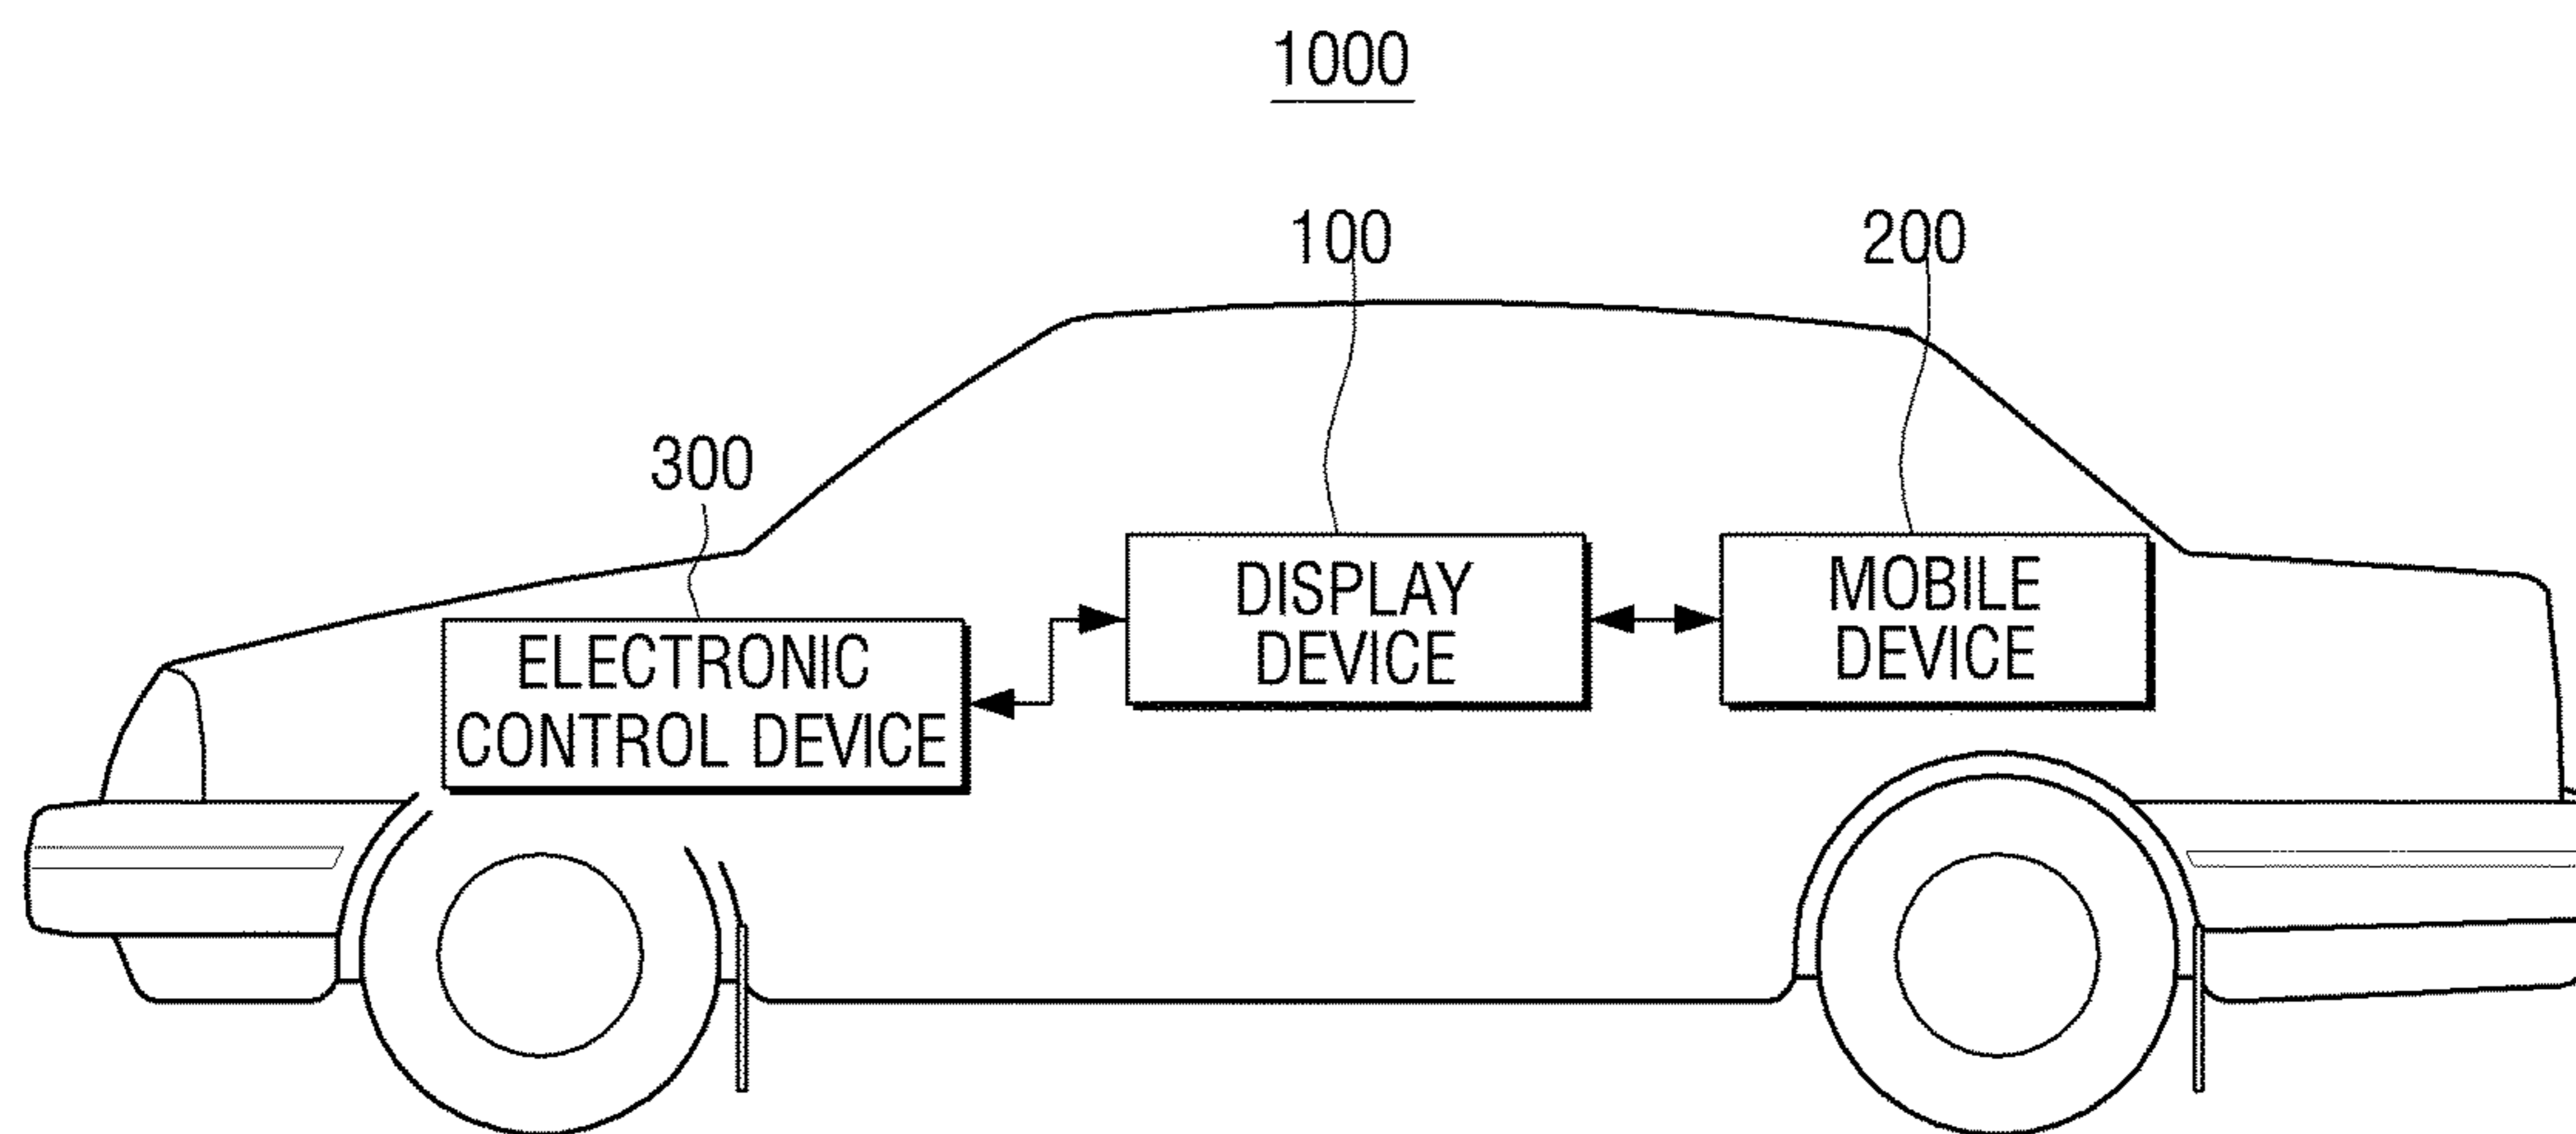 1000
100
200
300
DISPLAY
DEVICE
MOBILE
DEVICE
ELECTRONIC
CONTROL DEVICE